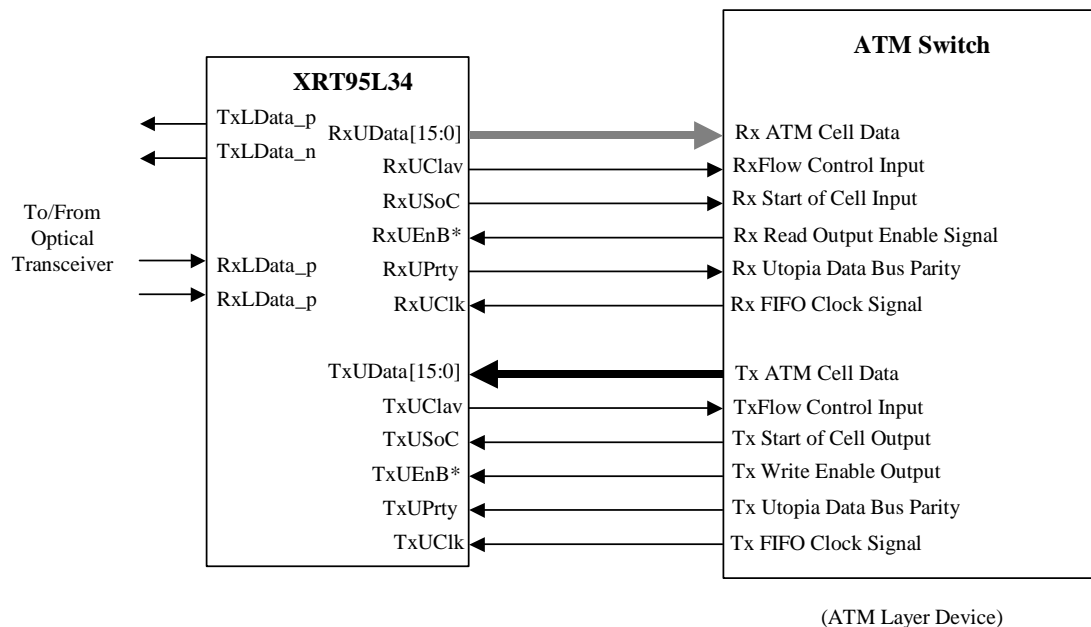 ATM Switch
XRT95L34
TxLData_p
TxLData_n
To/From
Optical
Transceiver
RxLData_p
RxLData_p
RxUData[15:0]
RxUClav
RxUSoC
RxUEnB*
RxUPrty
RxUClk
TxUData[15:0]
TxUClav
TxUSoC
TxUEnB*
TxUPrty
TxUClk
Rx ATM Cell Data
RxFlow Control Input
Rx Start of Cell Input
Rx Read Output Enable Signal
Rx Utopia Data Bus Parity
Rx FIFO Clock Signal
Tx ATM Cell Data
TxFlow Control Input
Tx Start of Cell Output
Tx Write Enable Output
Tx Utopia Data Bus Parity
Tx FIFO Clock Signal
(ATM Layer Device)